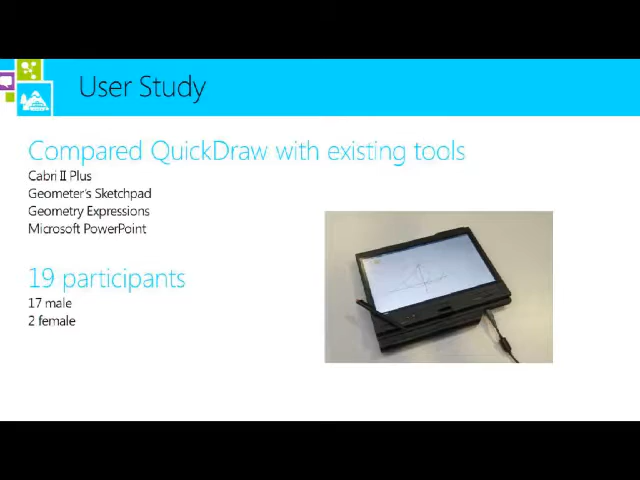 User Study
Compared QuickDraw with existing tools
Cabri II Plus
Geometer's Sketchpad
Geometry Expressions
Microsoft PowerPoint
19 participants
17 male
2 female